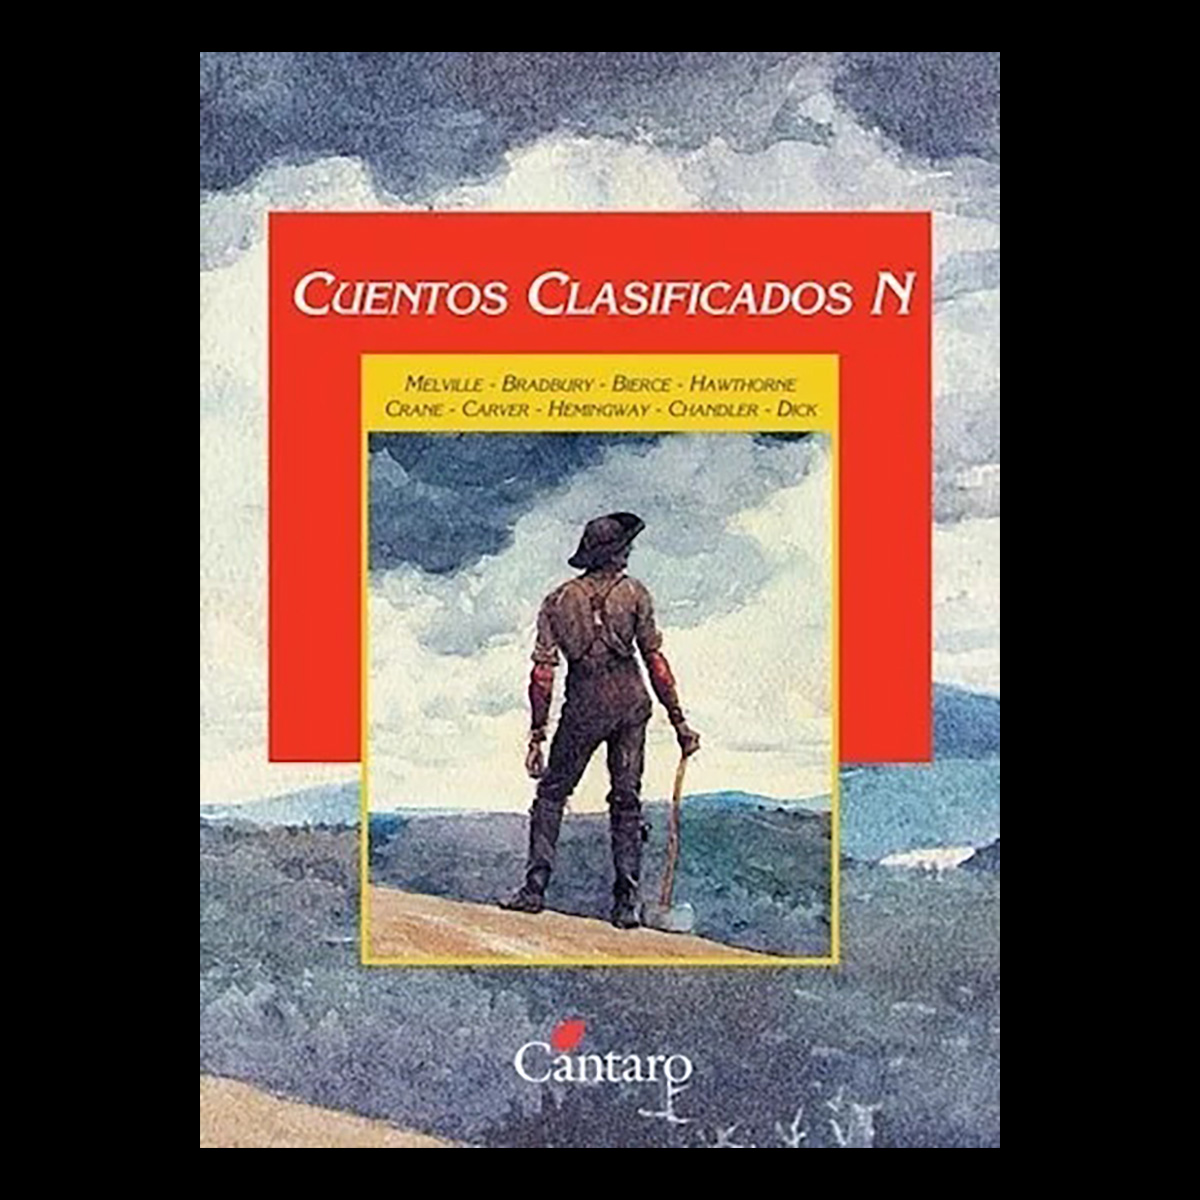 CUENTOS CLASIFICADOS N
MELVILLE - BRADBURY - BIERCE - HAWTHORNE
CRANE - CARVER - HEMINGWAY - CHANDLER - DICK
Cántaro